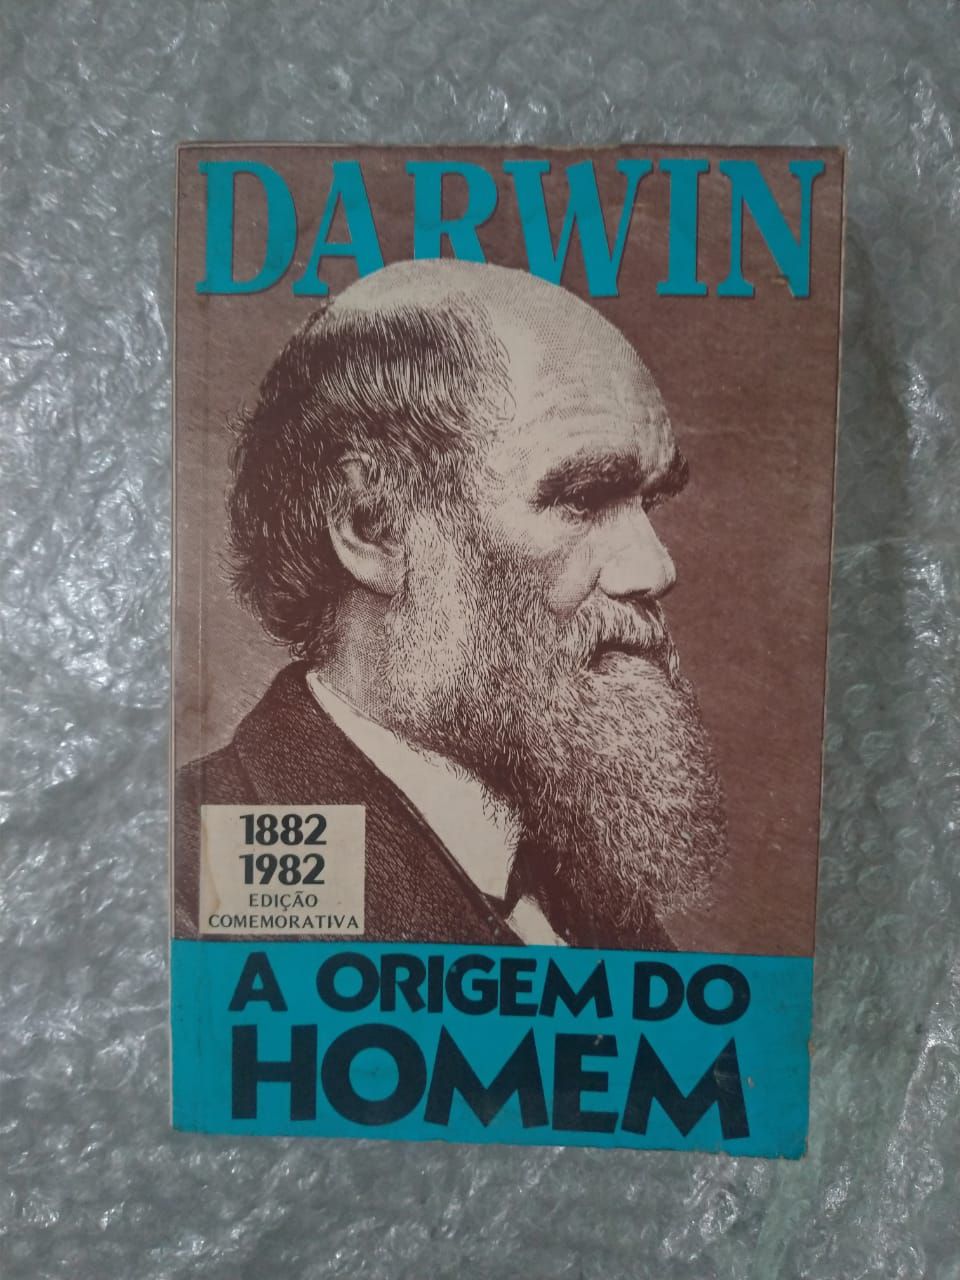 DARWIN
1882
1982
EDIÇÃO
COMEMORATIVA
A ORIGEM DO
HOMEM